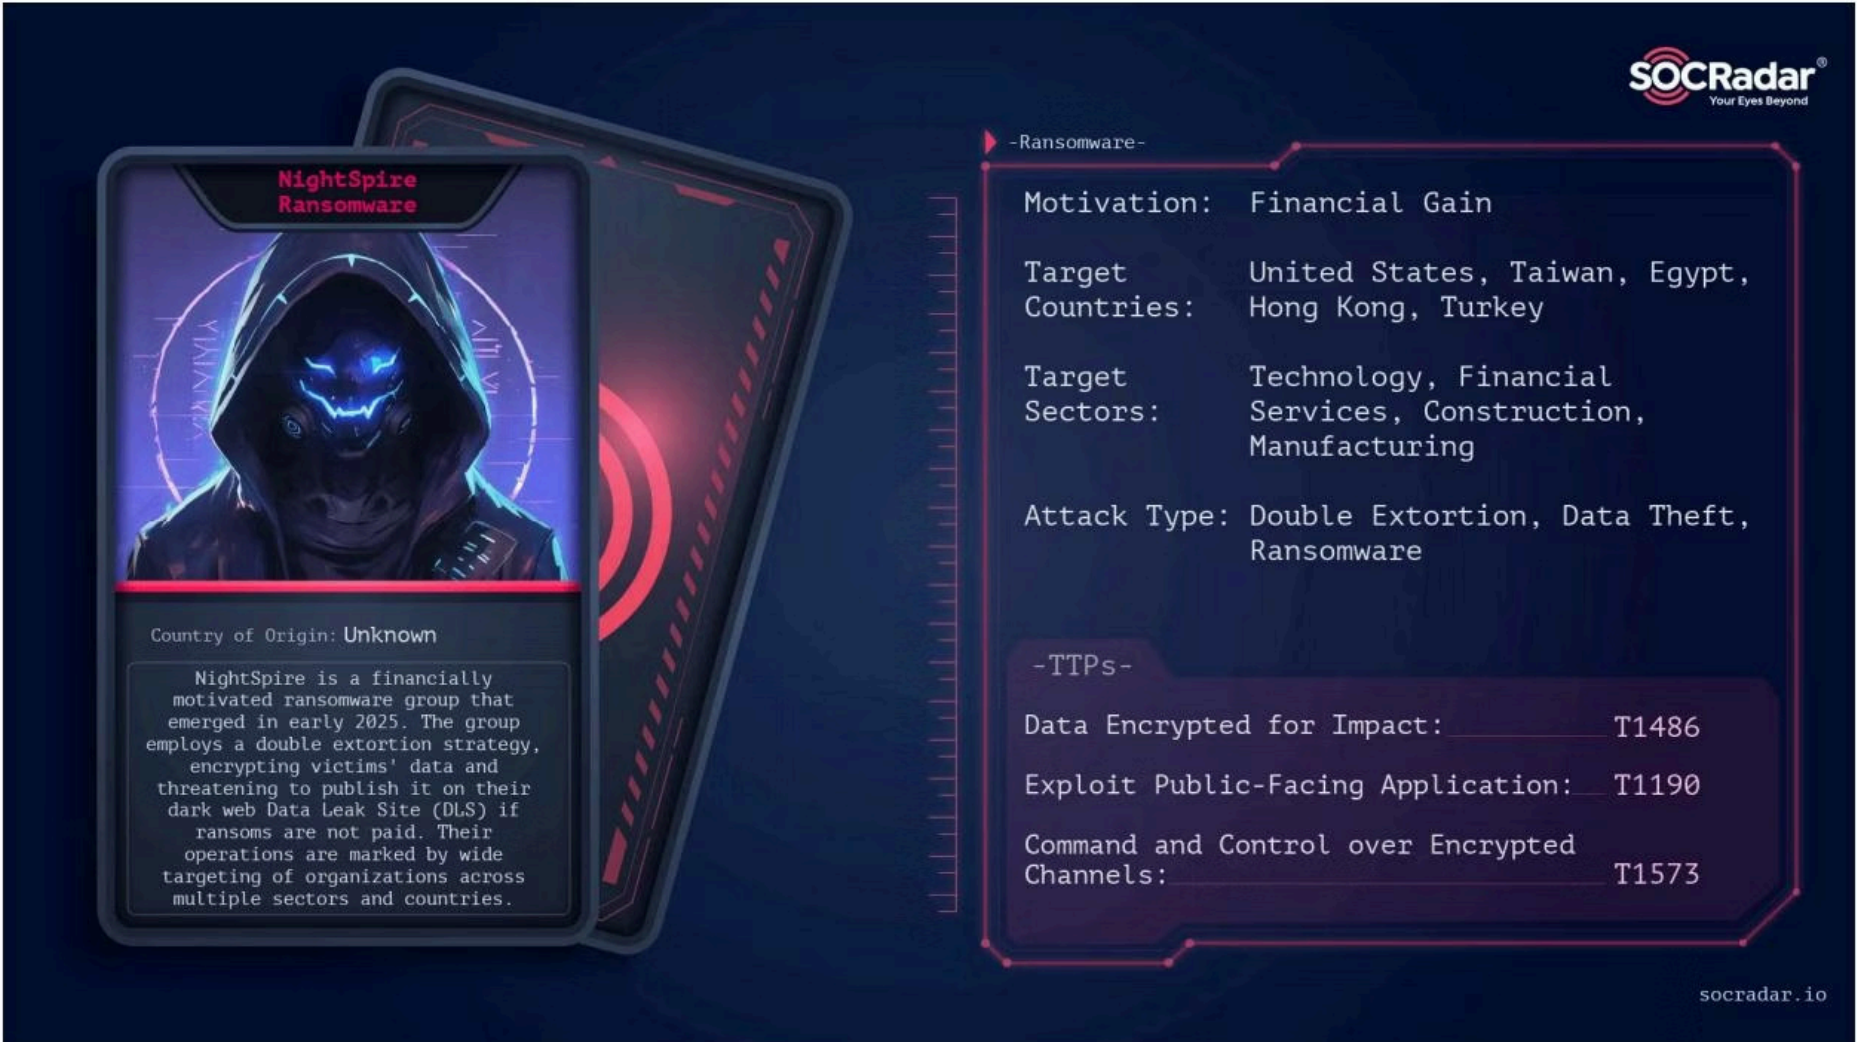 SOCRadar®
Your Eyes Beyond
NightSpire
Ransomware
Country of Origin: Unknown
NightSpire is a financially
motivated ransomware group that
emerged in early 2025. The group
employs a double extortion strategy,
encrypting victims' data and
threatening to publish it on their
dark web Data Leak Site (DLS) if
ransoms are not paid. Their
operations are marked by wide
targeting of organizations across
multiple sectors and countries.
-Ransomware-
Motivation: Financial Gain
Target United States, Taiwan, Egypt,
Countries: Hong Kong, Turkey
Target Technology, Financial
Sectors: Services, Construction,
Manufacturing
Attack Type: Double Extortion, Data Theft,
Ransomware
-TTPs-
Data Encrypted for Impact: T1486
Exploit Public-Facing Application: T1190
Command and Control over Encrypted
Channels: T1573
socradar.io